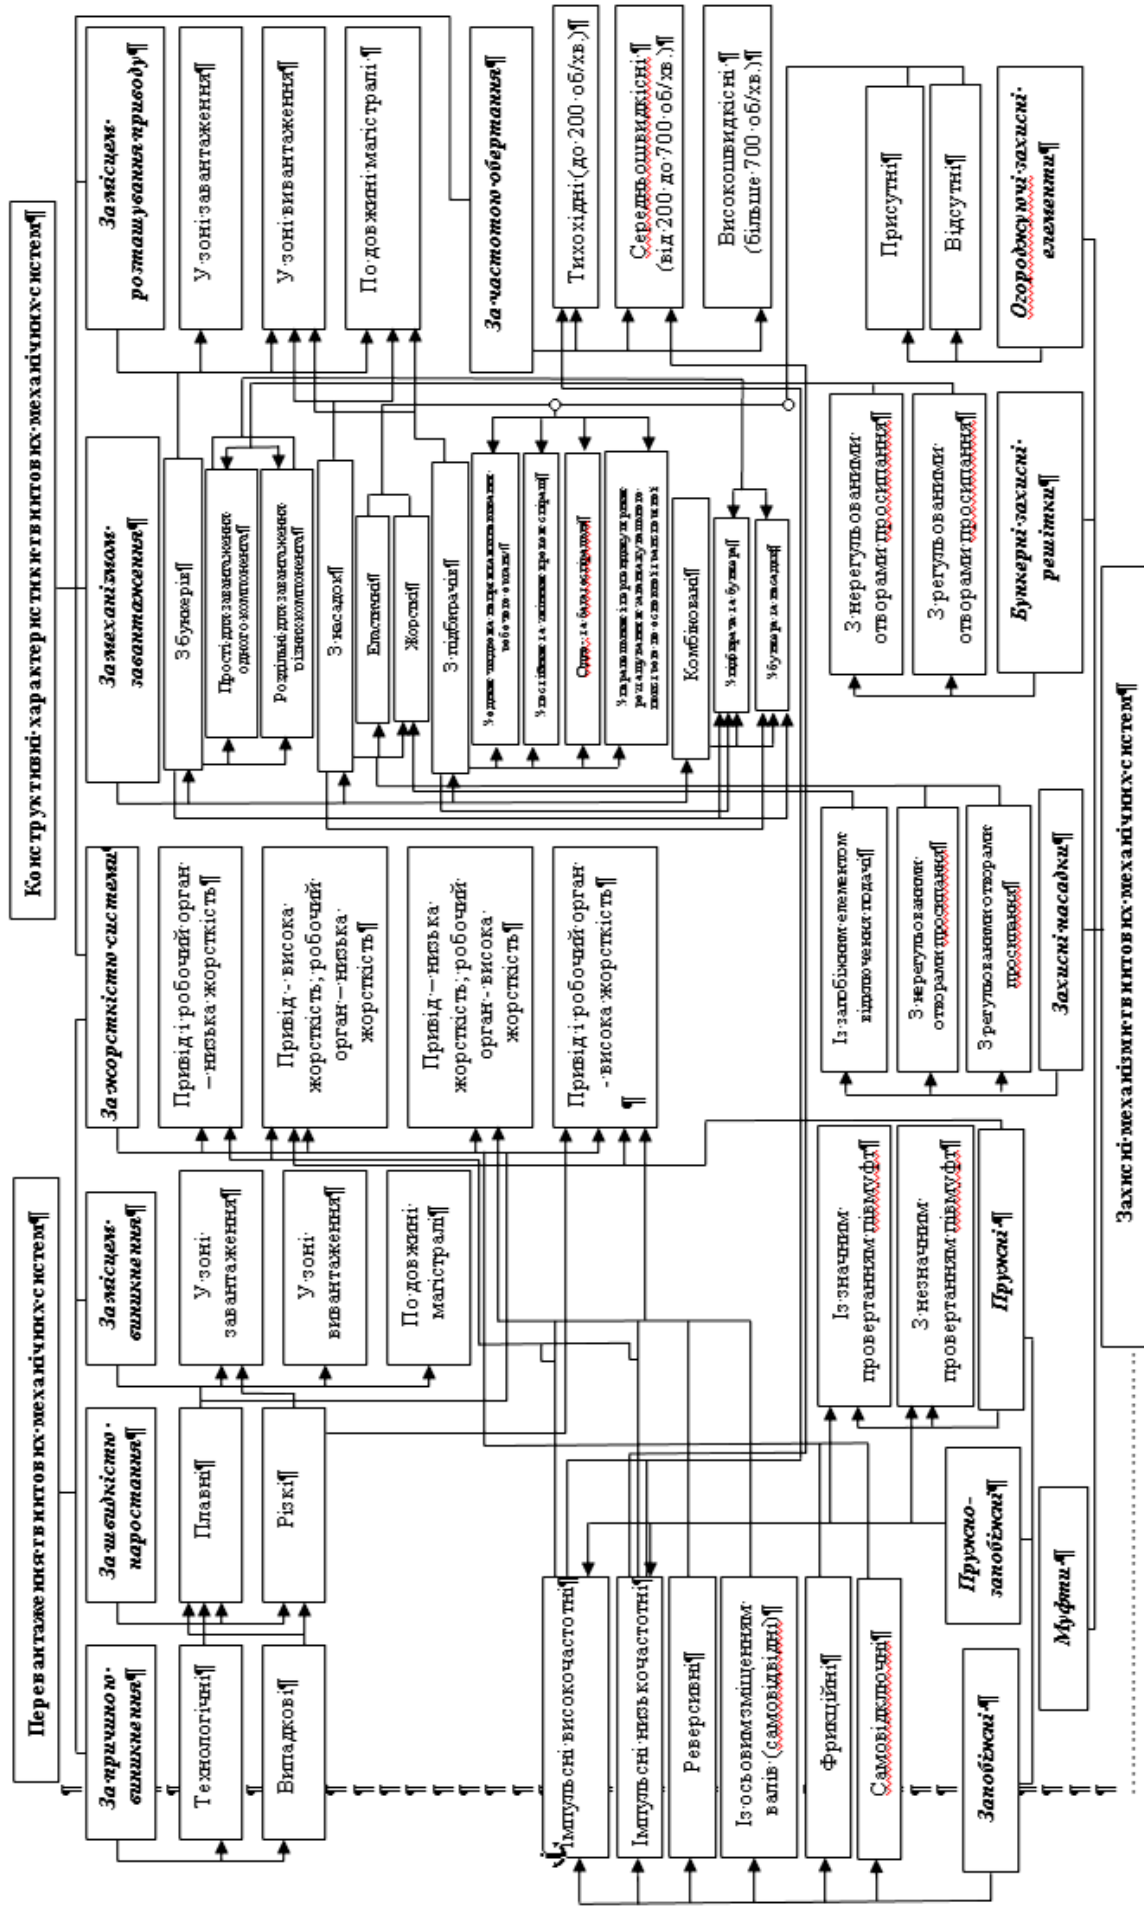 Перевантаження гвинтових механічних систем¶
Конструктивні характеристики гвинтових механічних систем¶
За причиною
виникнення¶
Технологічні¶
Випадкові¶
За швидкістю
наростання¶
Плавні¶
Різкі¶
За місцем
виникнення¶
У зоні
завантаження¶
У зоні
вивантаження¶
По довжині
магістралі¶
За жорсткістю системи¶
Привід і робочий орган
– низька жорсткість¶
Привід - висока
жорсткість; робочий
орган – низька
жорсткість¶
Привід – низька
жорсткість; робочий
орган - висока
жорсткість¶
Привід і робочий орган
- висока жорсткість¶
¶
За механізмом
завантаження¶
З бункерів¶
Прості для завантаження
одного компонента¶
Роздільні для завантаження
різних компонентів¶
З насадок¶
Еластичні¶
Жорсткі¶
З підбирачів¶
робочого органу¶
Комбіновані¶
З підбирача та бункера¶
З бункера та насадки¶
За місцем
розташування приводу¶
У зоні завантаження¶
У зоні вивантаження¶
По довжині магістралі ¶
За частотою обертання¶
Тихохідні (до 200 об/хв.)¶
Середньошвидкісні ¶
(від 200 до 700 об/хв.)¶
Високошвидкісні ¶
(більше 700 об/хв.)¶
Імпульсні високочастотні¶
Імпульсні низькочастотні¶
Реверсивні¶
Із осьовим зміщенням
валів (самовідвідні)¶
Фрикційні¶
Самовідключні¶
Запобіжні ¶
Пружно-
запобіжні¶
Із значним
провертанням півмуфт¶
З незначним
провертанням півмуфт¶
Пружні ¶
Муфти ¶
Із запобіжним елементом
відключення подачі¶
З нерегульованими
отворами просипання¶
З регульованими отворами
просипання¶
Захисні насадки¶
З нерегульованими
отворами просипання¶
З регульованими
отворами просипання¶
Бункерні захисні
решітки¶
Присутні¶
Відсутні¶
Огороджуючі захисні
елементи¶
Захисні механізми гвинтових механічних систем¶